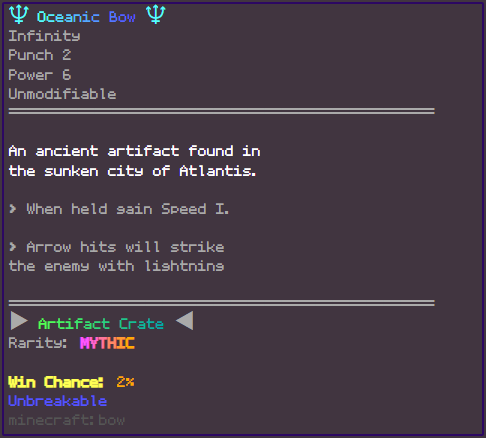 🔱 Oceanic Bow 🔱
Infinity
Punch 2
Power 6
Unmodifiable
An ancient artifact found in
the sunken city of Atlantis.
> When held gain Speed I.
> Arrow hits will strike
the enemy with lightning
▶ Artifact Crate ◀
Rarity: MYTHIC
Win Chance: 2%
Unbreakable
minecraft:bow